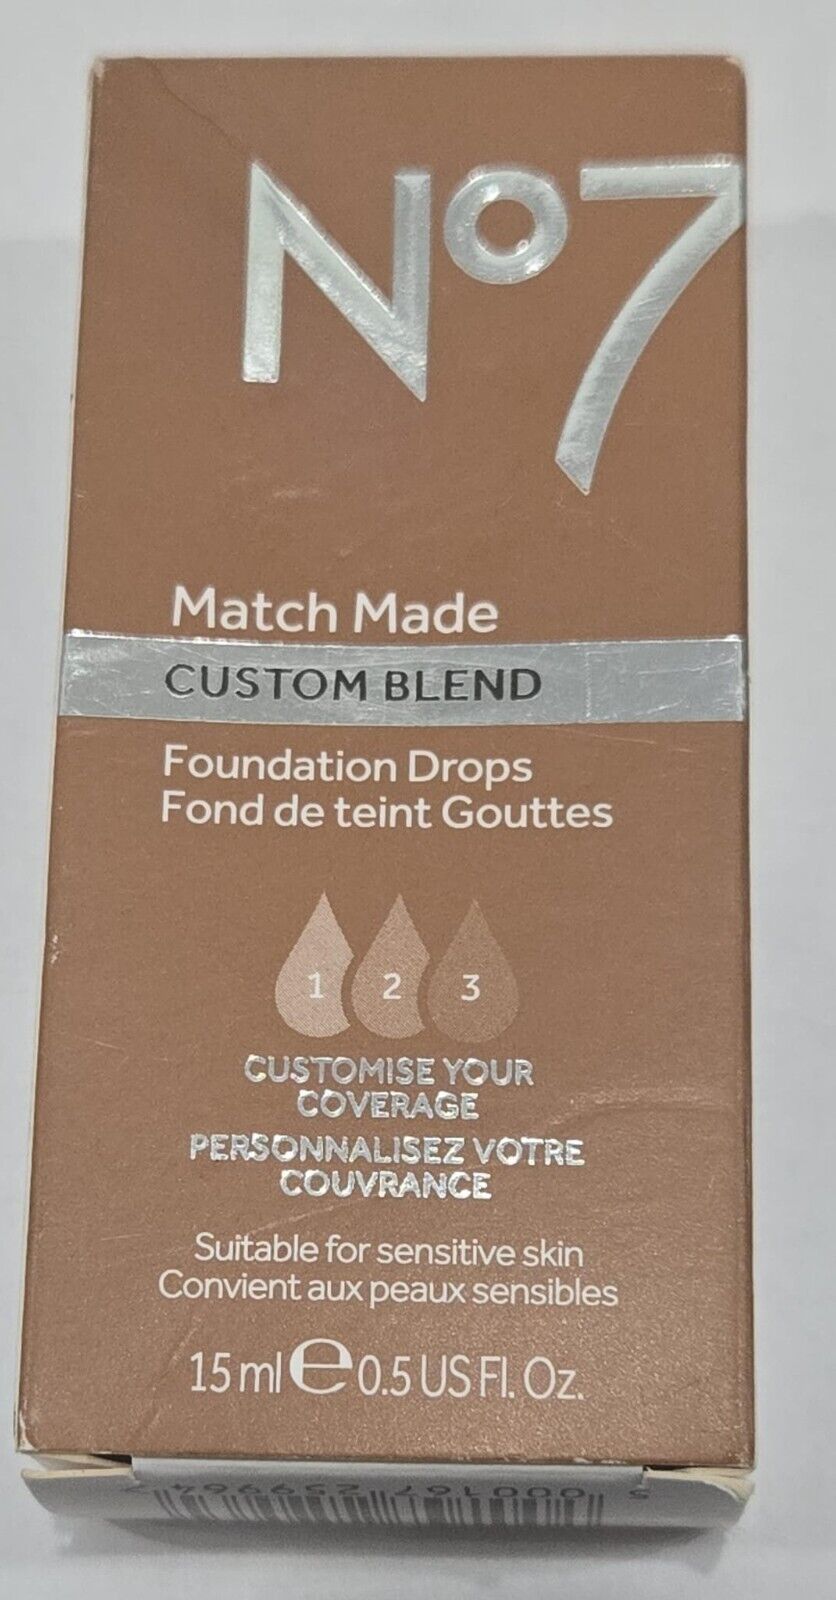 Nº7
Match Made
CUSTOM BLEND
Foundation Drops
Fond de teint Gouttes
1 2 3
CUSTOMISE YOUR
COVERAGE
PERSONNALISEZ VOTRE
COUVRANCE
Suitable for sensitive skin
Convient aux peaux sensibles
15 ml e 0.5 US Fl. Oz.